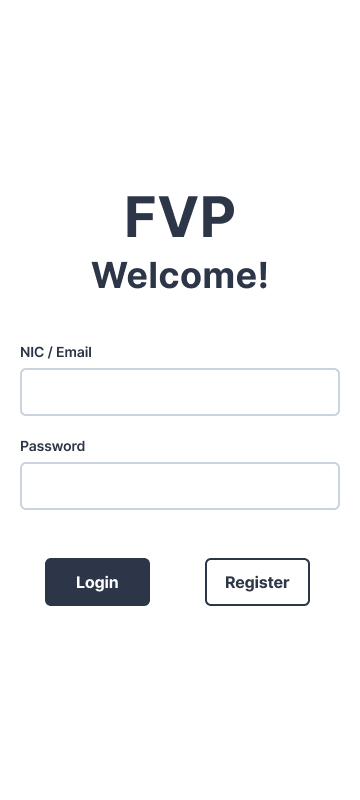 FVP
Welcome!
NIC / Email
Password
Login
Register